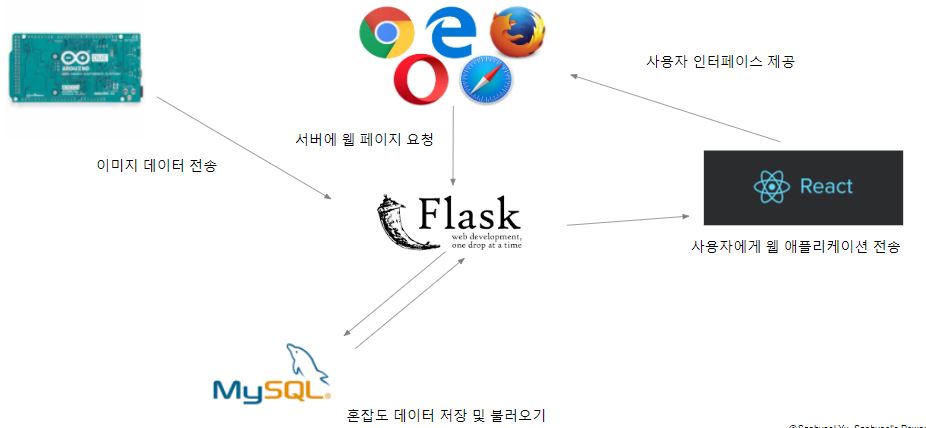 DUE
ARDUINO
사용자 인터페이스 제공
서버에 웹 페이지 요청
이미지 데이터 전송
React
Flask
web development,
one drop at a time
사용자에게 웹 애플리케이션 전송
MySQL
혼잡도 데이터 저장 및 불러오기